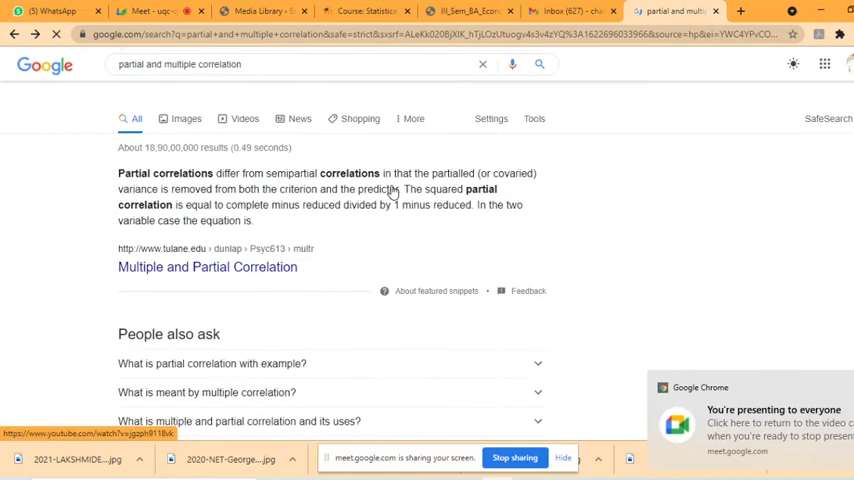 (5) WhatsApp
Meet - uqc-
Media Library ‹ S
Course: Statistica
III_Sem_BA_Econo
Inbox (627) - cha
partial and multip
google.com/search?q=partial+and+multiple+correlation&safe=strict&sxsrf=
Google
partial and multiple correlation
All
Images
Videos
News
Shopping
More
Settings
Tools
SafeSearch
About 18,90,00,000 results (0.49 seconds)
Partial correlations differ from semipartial correlations in that the partialled (or covaried)
variance is removed from both the criterion and the predictor. The squared partial
correlation is equal to complete minus reduced divided by 1 minus reduced. In the two
variable case the equation is.
http://www.tulane.edu › dunlap › Psyc613 › multr
Multiple and Partial Correlation
About featured snippets • Feedback
People also ask
What is partial correlation with example?
What is meant by multiple correlation?
What is multiple and partial correlation and its uses?
Google Chrome
You're presenting to everyone
Click here to return to the video ca
when you're ready to stop present
meet.google.com
https://www.youtube.com/watch?v=jgzph9118vk
2021-LAKSHMIDE....jpg
2020-NET-George....jpg
meet.google.com is sharing your screen.
Stop sharing
Hide